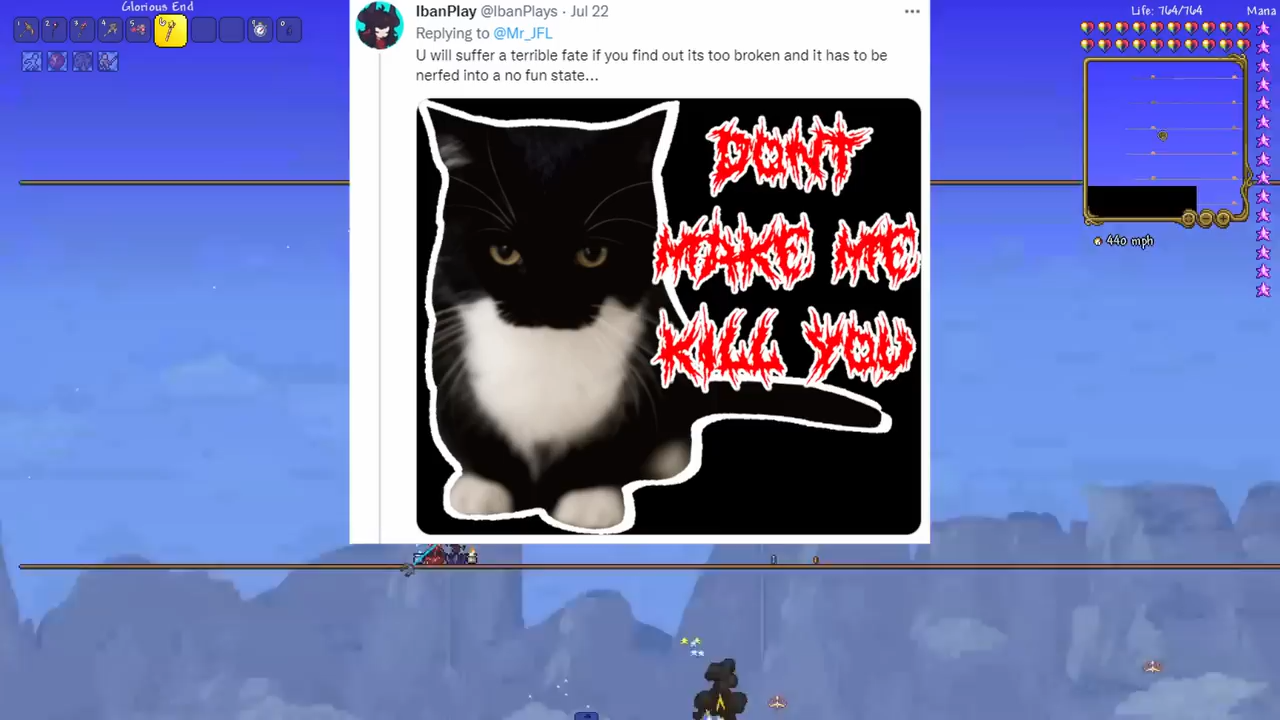 Glorious End
IbanPlay @IbanPlays · Jul 22
Replying to @Mr_JFL
U will suffer a terrible fate if you find out its too broken and it has to be
nerfed into a no fun state...
DONT
MAKE ME
KILL YOU
Life: 764/764
Mana
440 mph